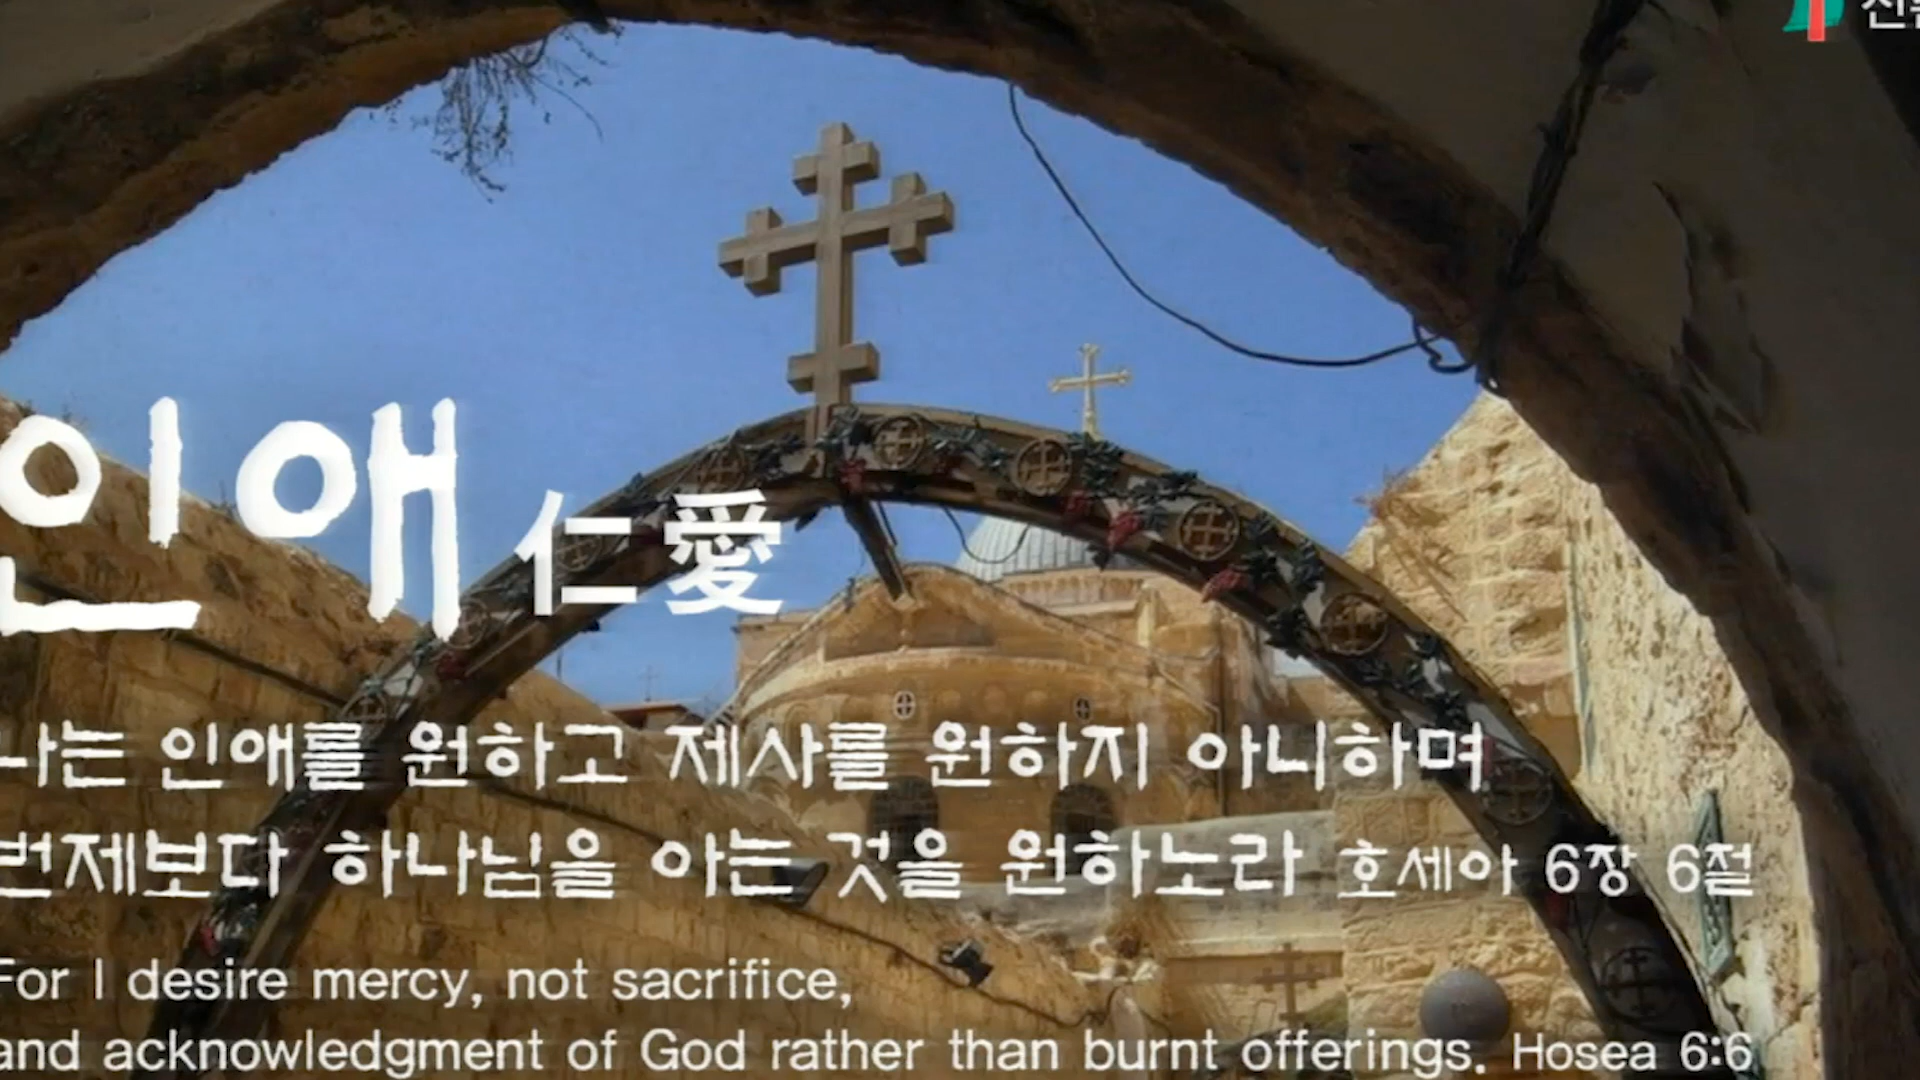 인애 仁愛
나는 인애를 원하고 제사를 원하지 아니하며
번제보다 하나님을 아는 것을 원하노라 호세아 6장 6절
For I desire mercy, not sacrifice,
and acknowledgment of God rather than burnt offerings. Hosea 6:6